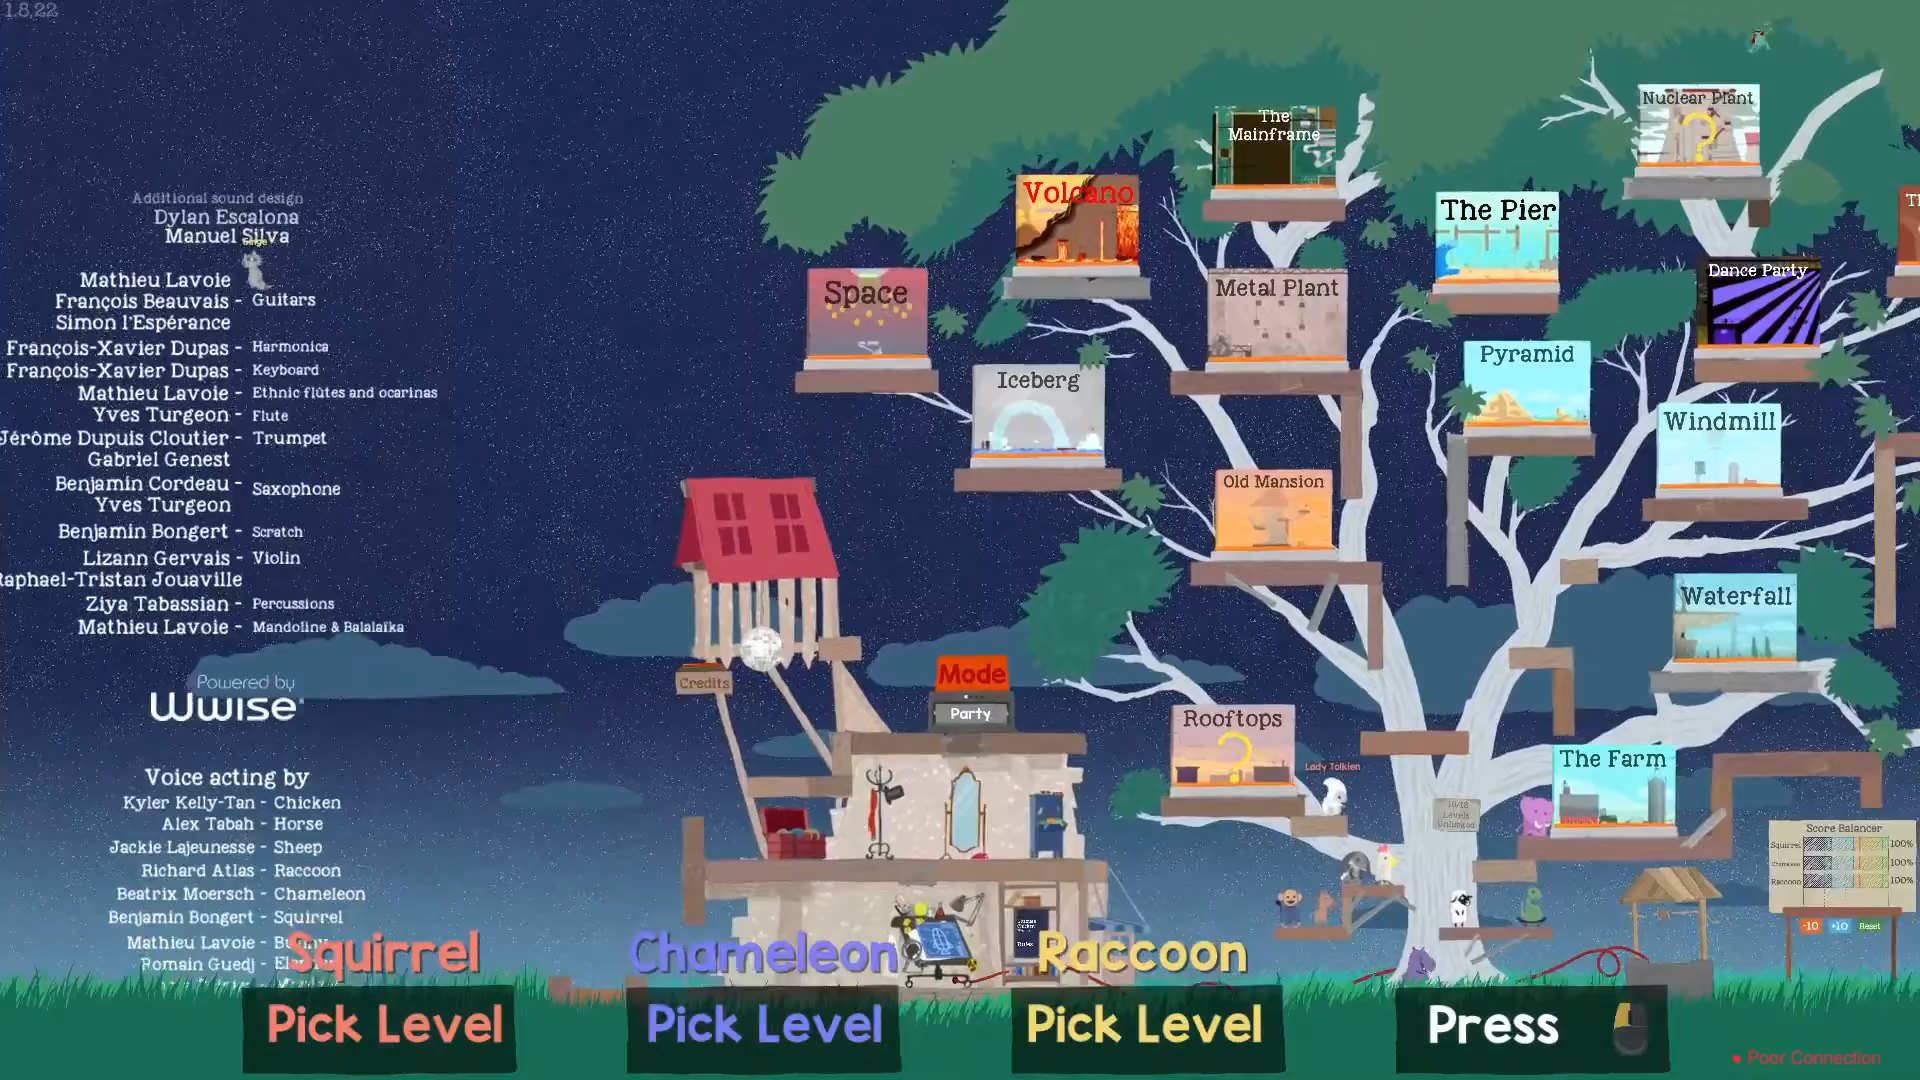 1.8.22
Additional sound design
Dylan Escalona
Manuel Silva
Mathieu Lavoie
François Beauvais - Guitars
Simon l'Espérance
François-Xavier Dupas - Harmonica
François-Xavier Dupas - Keyboard
Mathieu Lavoie - Ethnic flûtes and ocarinas
Yves Turgeon - Flute
Jérôme Dupuis Cloutier - Trumpet
Gabriel Genest
Benjamin Cordeau - Saxophone
Yves Turgeon
Benjamin Bongert - Scratch
Lizann Gervais - Violin
Raphael-Tristan Jouaville
Ziya Tabassian - Percussions
Mathieu Lavoie - Mandoline & Balalaïka
Powered by
Wwise
Voice acting by
Kyler Kelly-Tan - Chicken
Alex Tabah - Horse
Jackie Lajeunesse - Sheep
Richard Atlas - Raccoon
Beatrix Moersch - Chameleon
Benjamin Bongert - Squirrel
Mathieu Lavoie - Bunny
Romain Guedj -
Nuclear Plant
The
Mainframe
Volcano
The Pier
Dance Party
Space
Metal Plant
Pyramid
Iceberg
Windmill
Old Mansion
Waterfall
Credits
Mode
Party
Rooftops
Lady Tolkien
The Farm
Levels
Unlocked
Score Balancer
Squirrel 100%
Chameleon 100%
Raccoon 100%
-10 +10 Reset
Squirrel
Pick Level
Chameleon
Pick Level
Raccoon
Pick Level
Press
Poor Connection